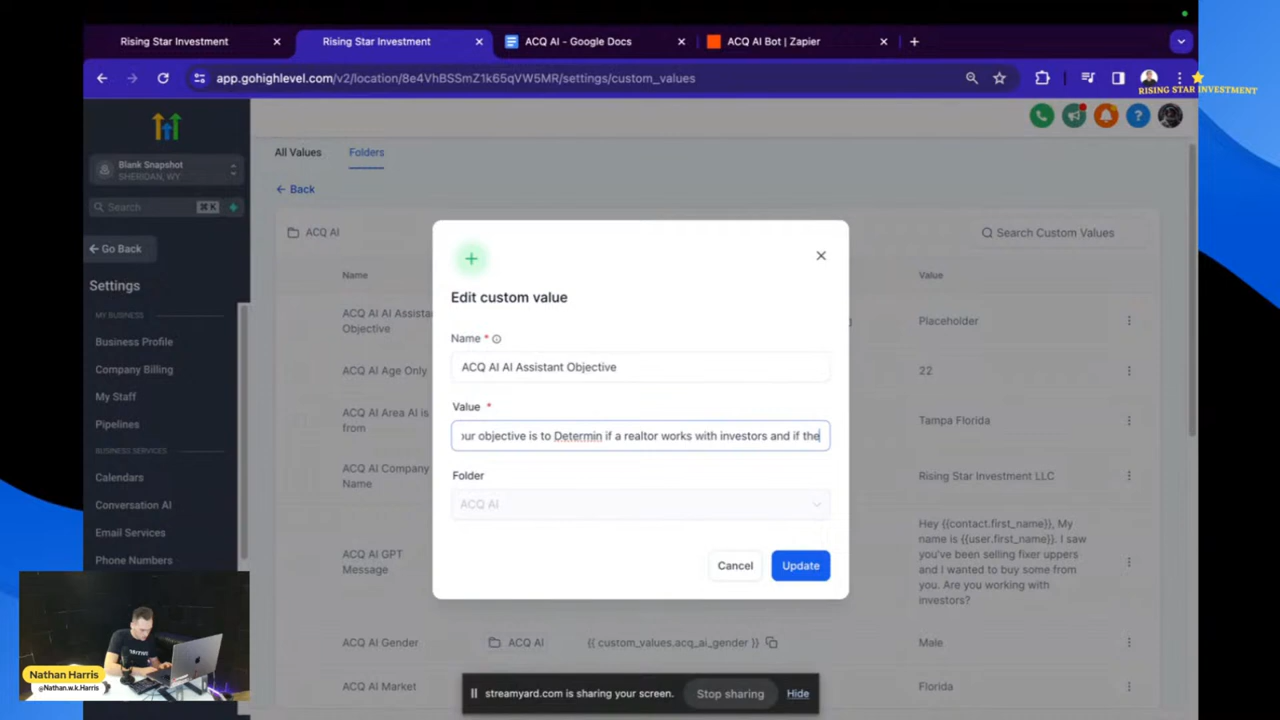 Rising Star Investment
Rising Star Investment
ACQ AI - Google Docs
ACQ AI Bot | Zapier
app.gohighlevel.com/v2/location/8e4VhBSSmZ1k65qVW5MR/settings/custom_values
RISING STAR INVESTMENT
Blank Snapshot
SHERIDAN, WY
Search
⌘ K
Go Back
Settings
MY BUSINESS
Business Profile
Company Billing
My Staff
Pipelines
BUSINESS SERVICES
Calendars
Conversation AI
Email Services
Phone Numbers
All Values
Folders
Back
ACQ AI
Search Custom Values
Name
Value
ACQ AI AI Assista
Objective
Placeholder
ACQ AI Age Only
22
ACQ AI Area AI is
from
Tampa Florida
ACQ AI Company
Name
Rising Star Investment LLC
ACQ AI GPT
Message
Hey {{contact.first_name}}, My
name is {{user.first_name}}. I saw
you've been selling fixer uppers
and I wanted to buy some from
you. Are you working with
investors?
ACQ AI Gender
ACQ AI
{{ custom_values.acq_ai_gender }}
Male
ACQ AI Market
Florida
Edit custom value
Name *
ACQ AI AI Assistant Objective
Value *
our objective is to Determin if a realtor works with investors and if the
Folder
ACQ AI
Cancel
Update
streamyard.com is sharing your screen.
Stop sharing
Hide
Nathan Harris
@Nathan.w.k.Harris